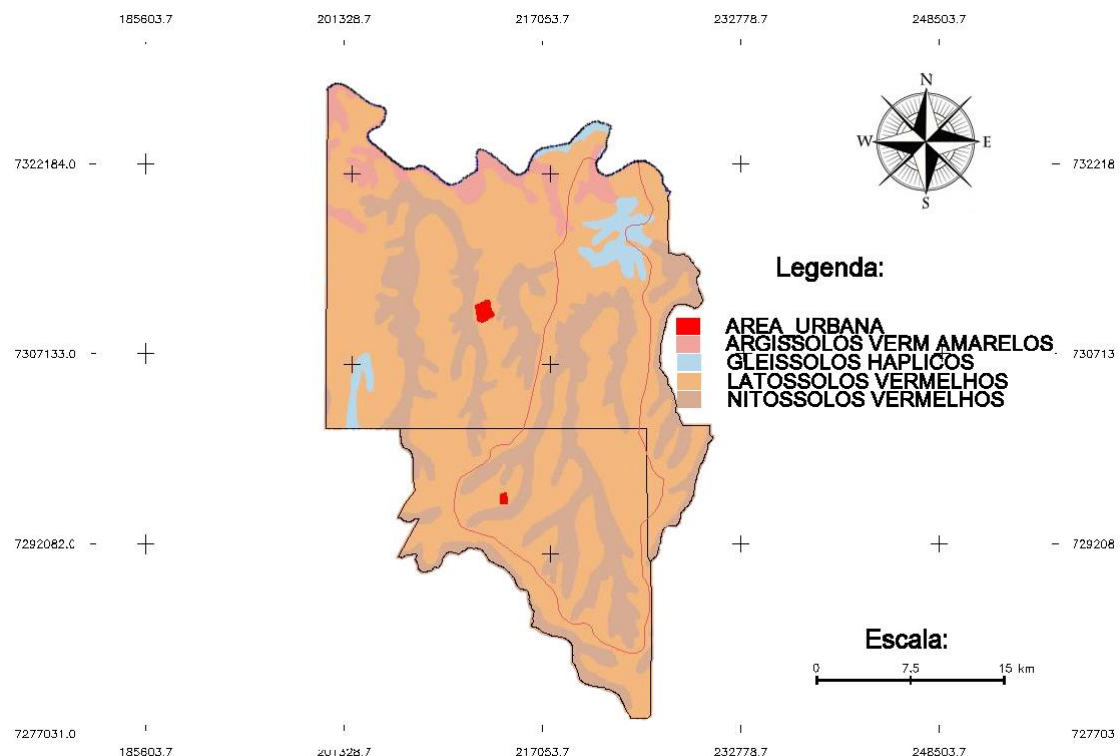 185603.7 201328.7 217053.7 232778.7 248503.7
N
W E
S
7322184.0 732218
Legenda:
AREA_URBANA
ARGISSOLOS VERM AMARELOS
7307133.0 730713
GLEISSOLOS HAPLICOS
LATOSSOLOS VERMELHOS
NITOSSOLOS VERMELHOS
7292082.0 729208
Escala:
0 7.5 15 km
7277031.0 727703
185603.7 201328.7 217053.7 232778.7 248503.7